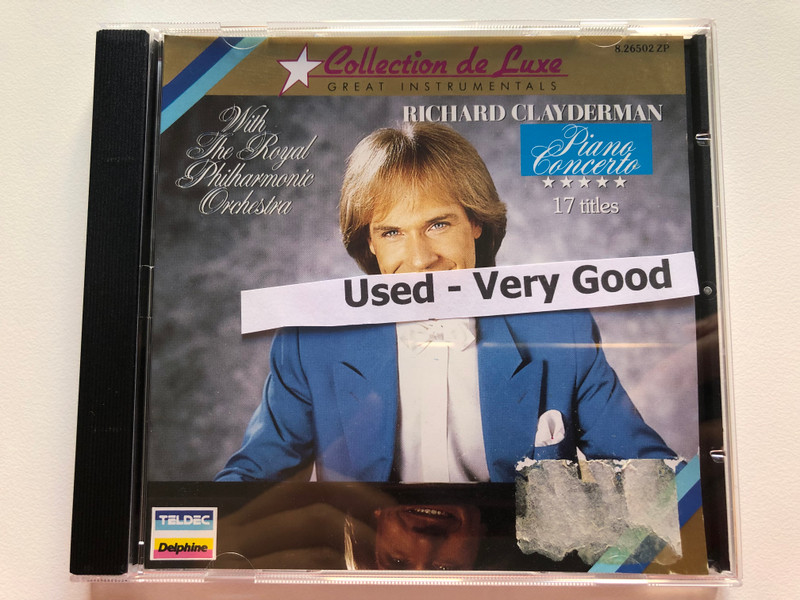 Collection de Luxe
8.26502 ZP
GREAT INSTRUMENTALS
With
The Royal
Philharmonic
Orchestra
RICHARD CLAYDERMAN
Piano
Concerto
17 titles
Used - Very Good
TELDEC
Delphine